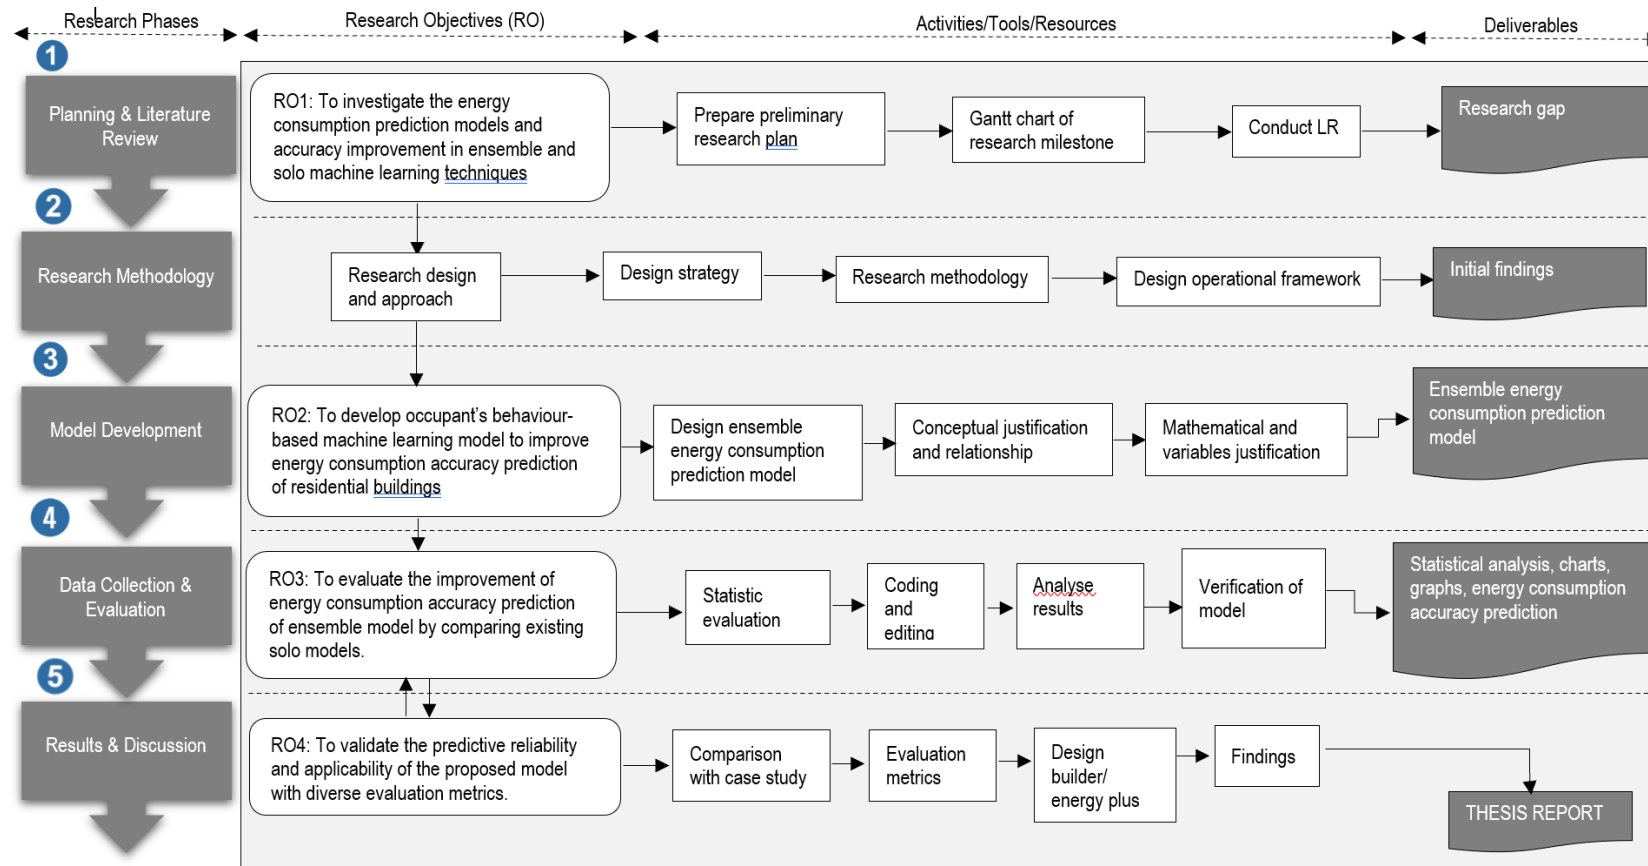 Research Phases
Research Objectives (RO)
Activities/Tools/Resources
Deliverables
1
Planning & Literature
Review
RO1: To investigate the energy
consumption prediction models and
accuracy improvement in ensemble and
solo machine learning techniques
Prepare preliminary
research plan
Gantt chart of
research milestone
Conduct LR
Research gap
2
Research Methodology
Research design
and approach
Design strategy
Research methodology
Design operational framework
Initial findings
3
Model Development
RO2: To develop occupant’s behaviour-
based machine learning model to improve
energy consumption accuracy prediction
of residential buildings
Design ensemble
energy consumption
prediction model
Conceptual justification
and relationship
Mathematical and
variables justification
Ensemble energy
consumption prediction
model
4
Data Collection &
Evaluation
RO3: To evaluate the improvement of
energy consumption accuracy prediction
of ensemble model by comparing existing
solo models.
Statistic
evaluation
Coding
and
editing
Analyse
results
Verification of
model
Statistical analysis, charts,
graphs, energy consumption
accuracy prediction
5
Results & Discussion
RO4: To validate the predictive reliability
and applicability of the proposed model
with diverse evaluation metrics.
Comparison
with case study
Evaluation
metrics
Design
builder/
energy plus
Findings
THESIS REPORT